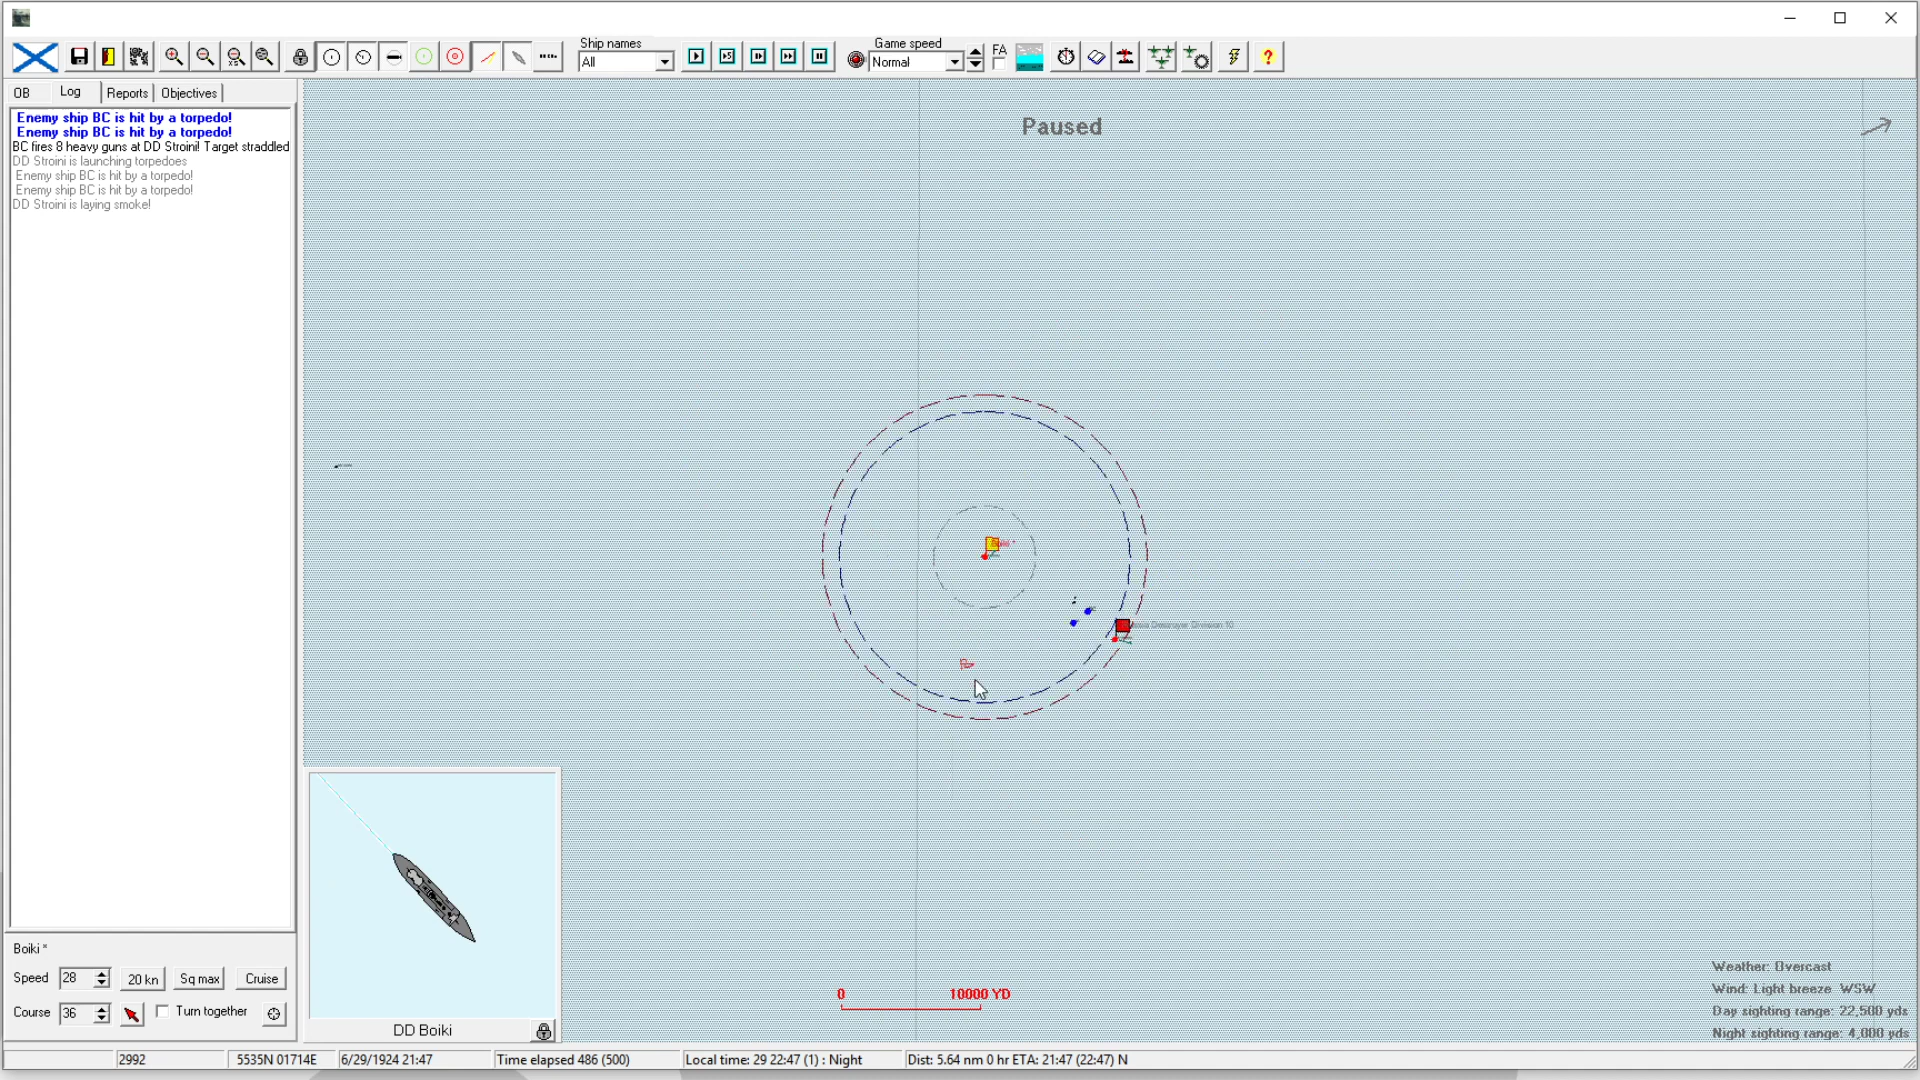 Ship names
All
Game speed
Normal
FA
OB
Log
Reports
Objectives
Enemy ship BC is hit by a torpedo!
Enemy ship BC is hit by a torpedo!
BC fires 8 heavy guns at DD Stroini! Target straddled
DD Stroini is launching torpedoes
Enemy ship BC is hit by a torpedo!
Enemy ship BC is hit by a torpedo!
DD Stroini is laying smoke!
Paused
Destroyer Division 10
0 10000 YD
Weather: Overcast
Wind: Light breeze WSW
Day sighting range: 22,500 yds
Night sighting range: 4,000 yds
DD Boiki
Boiki *
Speed 28 20 kn Sq max Cruise
Course 36 Turn together
2992 5535N 01714E 6/29/1924 21:47 Time elapsed 486 (500) Local time: 29 22:47 (1) : Night Dist: 5.64 nm 0 hr ETA: 21:47 (22:47) N